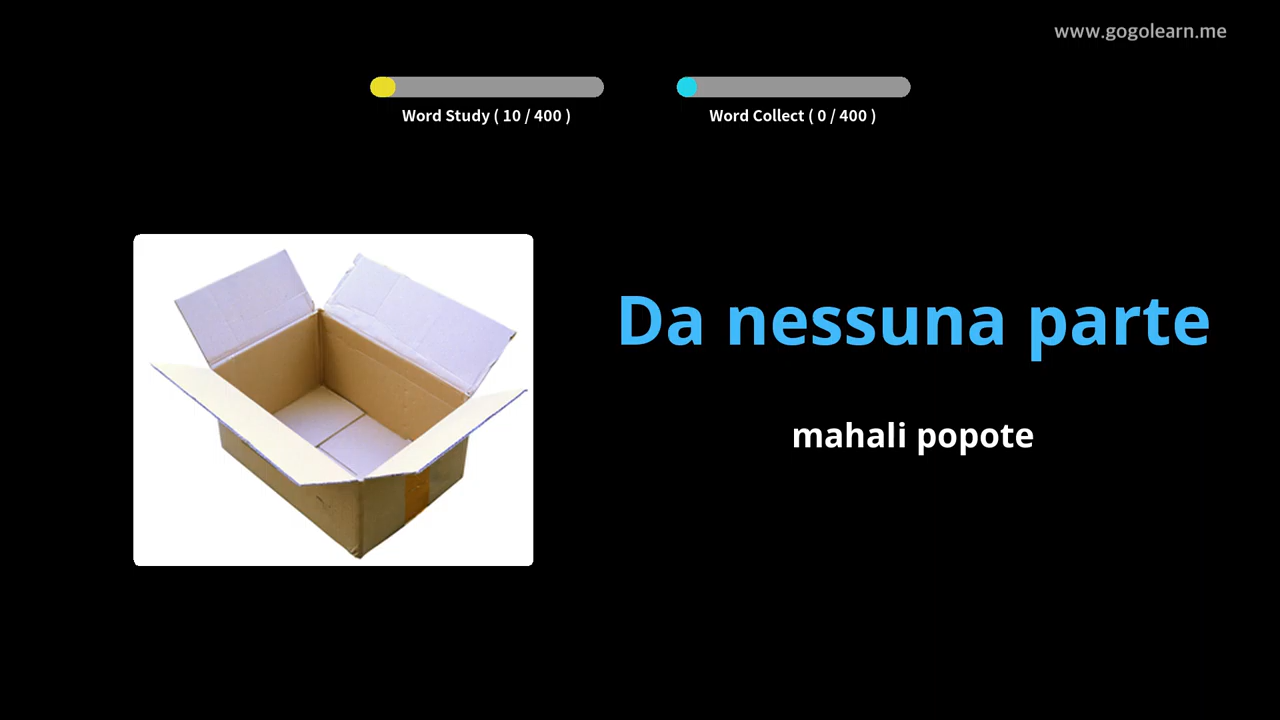 www.gogolearn.me
Word Study ( 10 / 400 )
Word Collect ( 0 / 400 )
Da nessuna parte
mahali popote